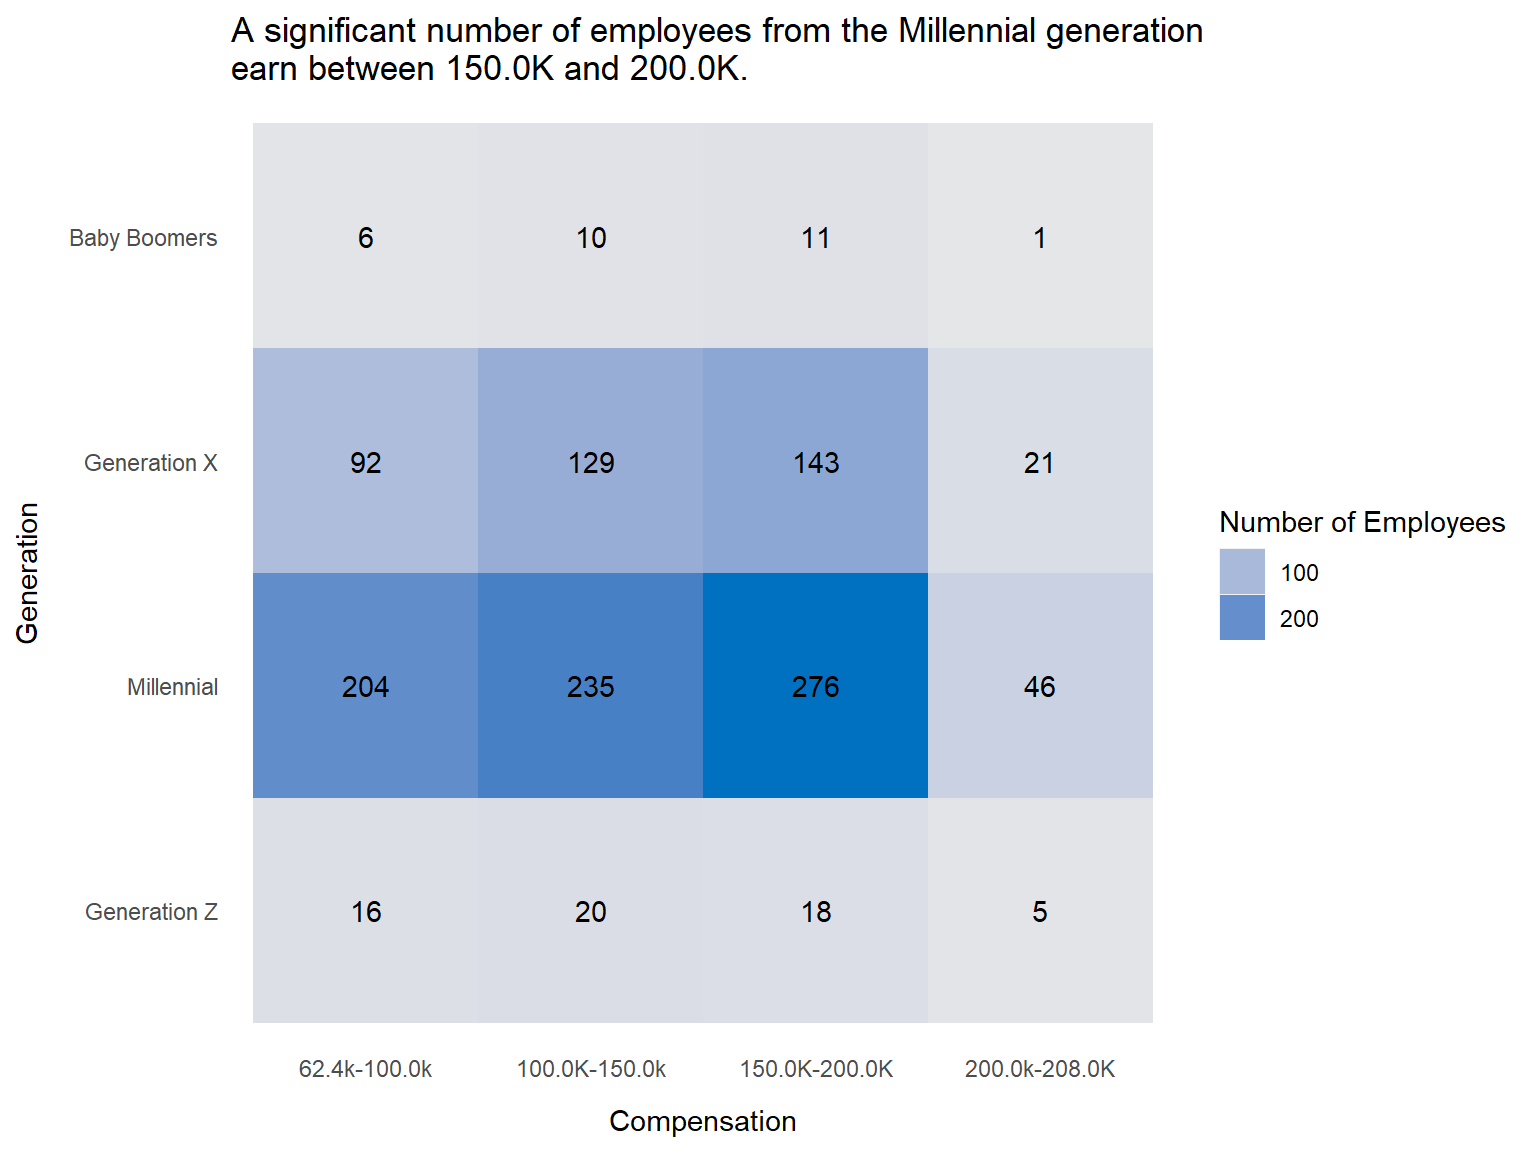 A significant number of employees from the Millennial generation
earn between 150.0K and 200.0K.
Baby Boomers 6 10 11 1
Generation X 92 129 143 21
Millennial 204 235 276 46
Generation Z 16 20 18 5
62.4k-100.0k 100.0K-150.0k 150.0K-200.0K 200.0k-208.0K
Compensation
Generation
Number of Employees
100
200